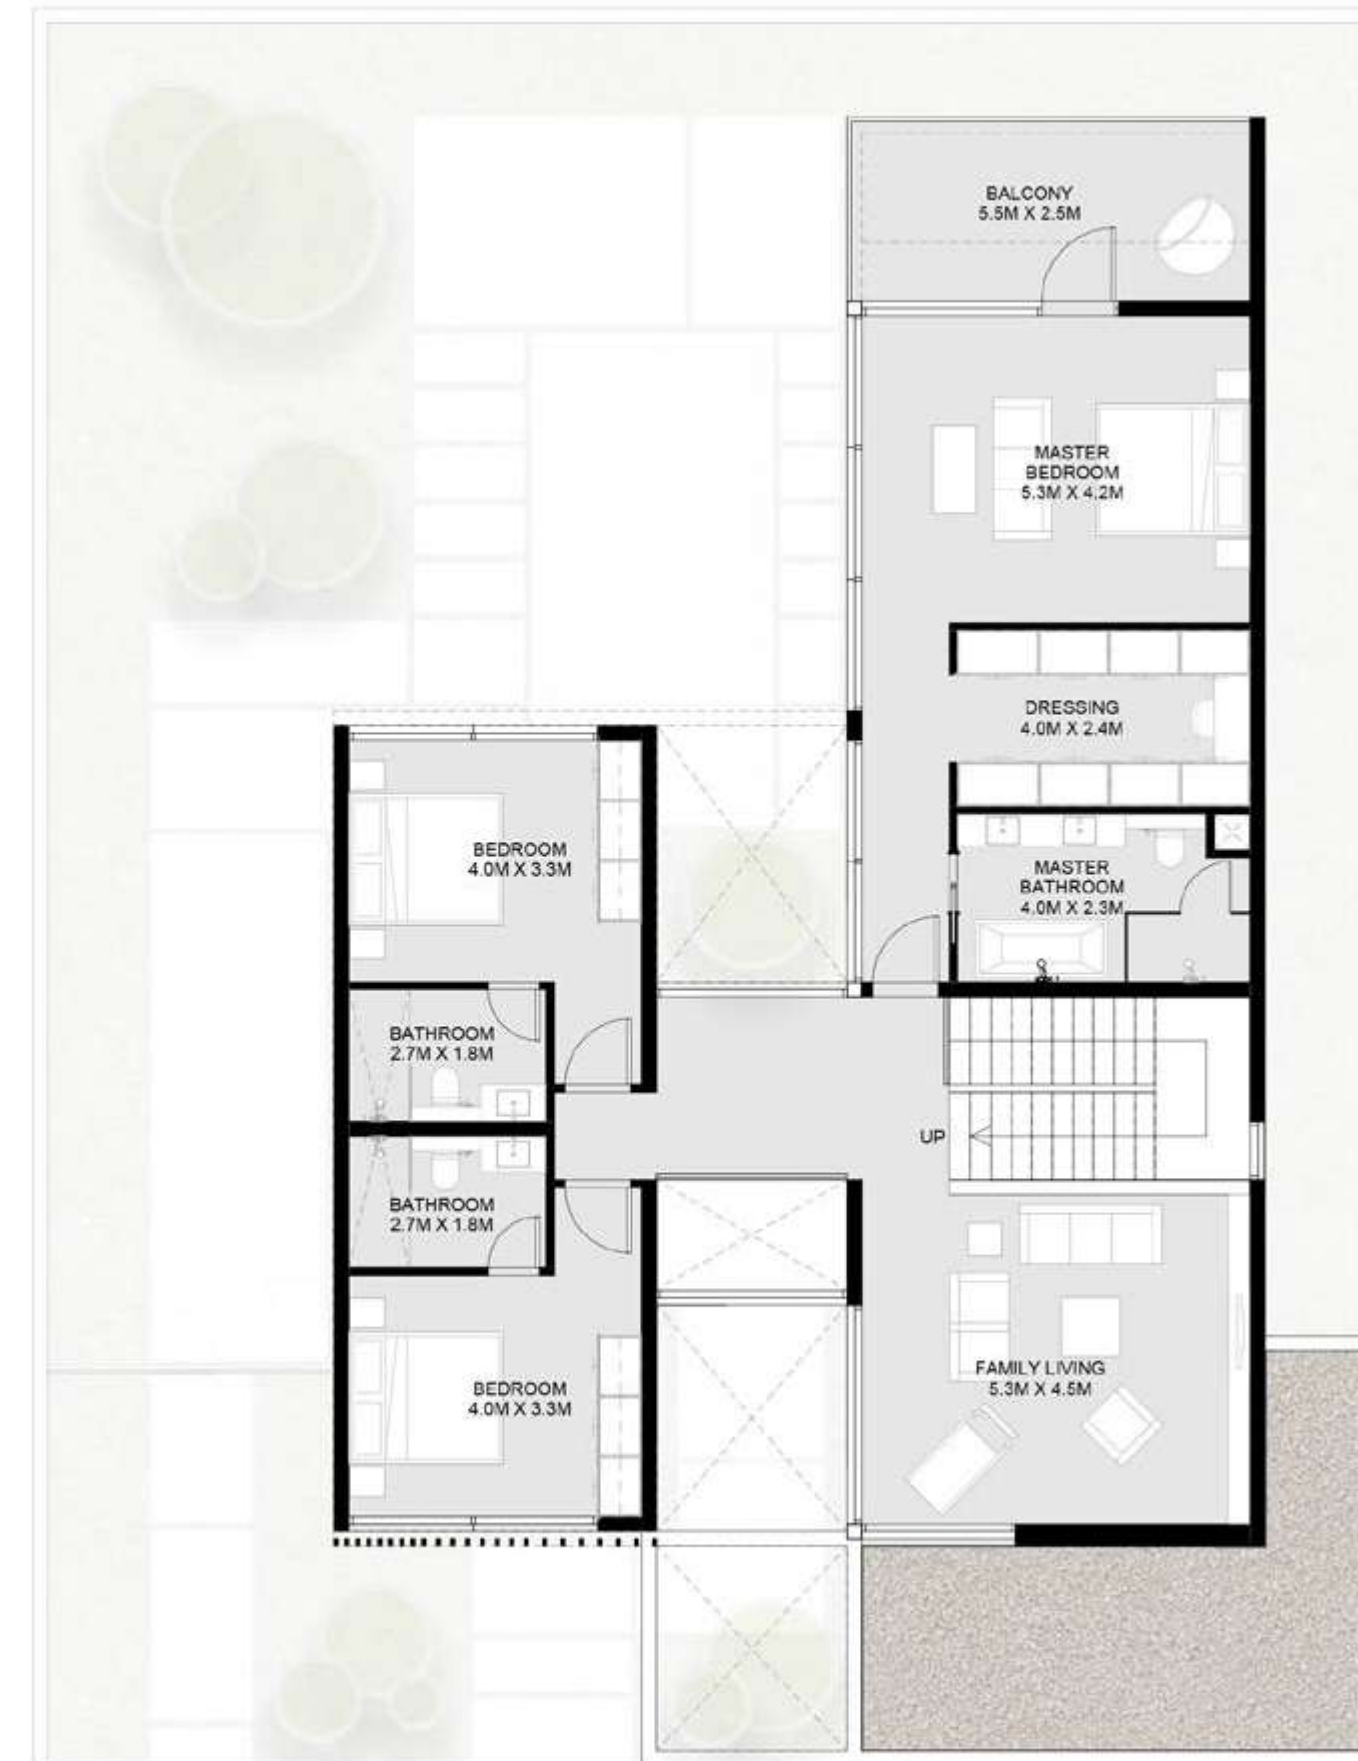 BALCONY
5.5M X 2.5M
MASTER
BEDROOM
5.3M X 4.2M
DRESSING
4.0M X 2.4M
BEDROOM
4.0M X 3.3M
MASTER
BATHROOM
4.0M X 2.3M
BATHROOM
2.7M X 1.8M
UP
BATHROOM
2.7M X 1.8M
FAMILY LIVING
5.3M X 4.5M
BEDROOM
4.0M X 3.3M